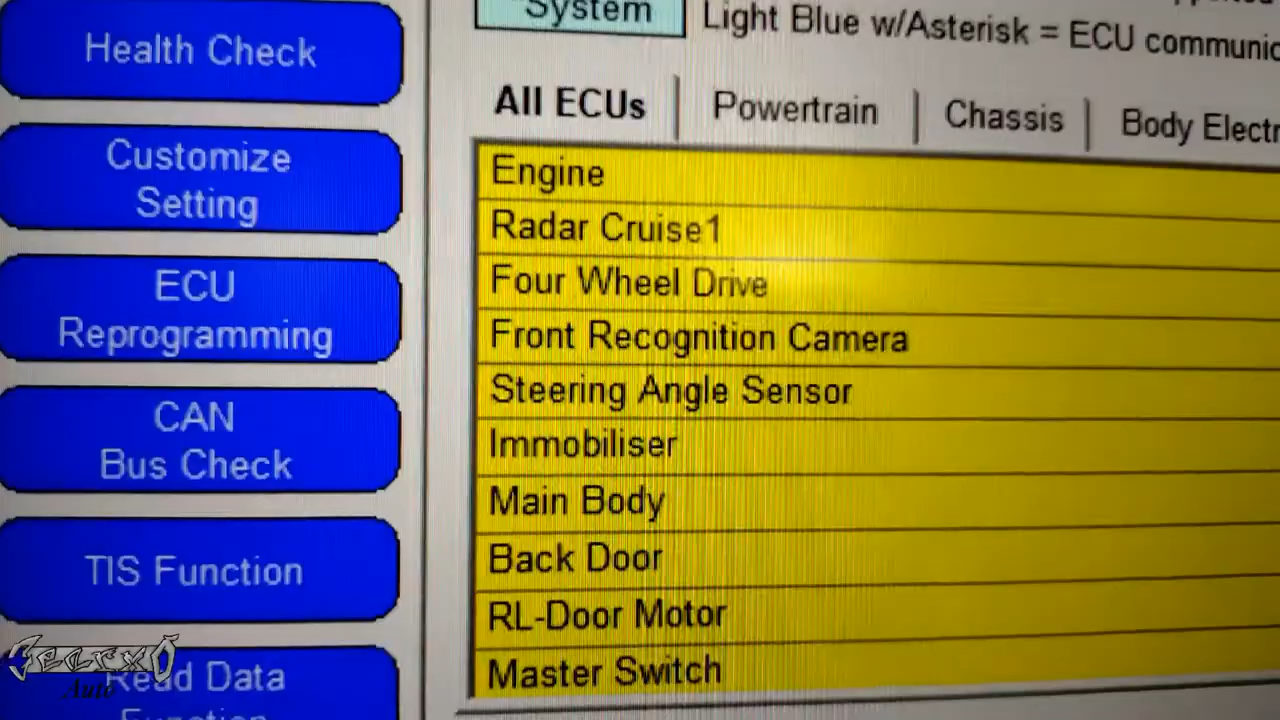 Health Check
Customize
Setting
ECU
Reprogramming
CAN
Bus Check
TIS Function
Read Data
Function
*System
Light Blue w/Asterisk = ECU
All ECUs
Powertrain
Chassis
Body
Engine
Radar Cruise1
Four Wheel Drive
Front Recognition Camera
Steering Angle Sensor
Immobiliser
Main Body
Back Door
RL-Door Motor
Master Switch
Auto